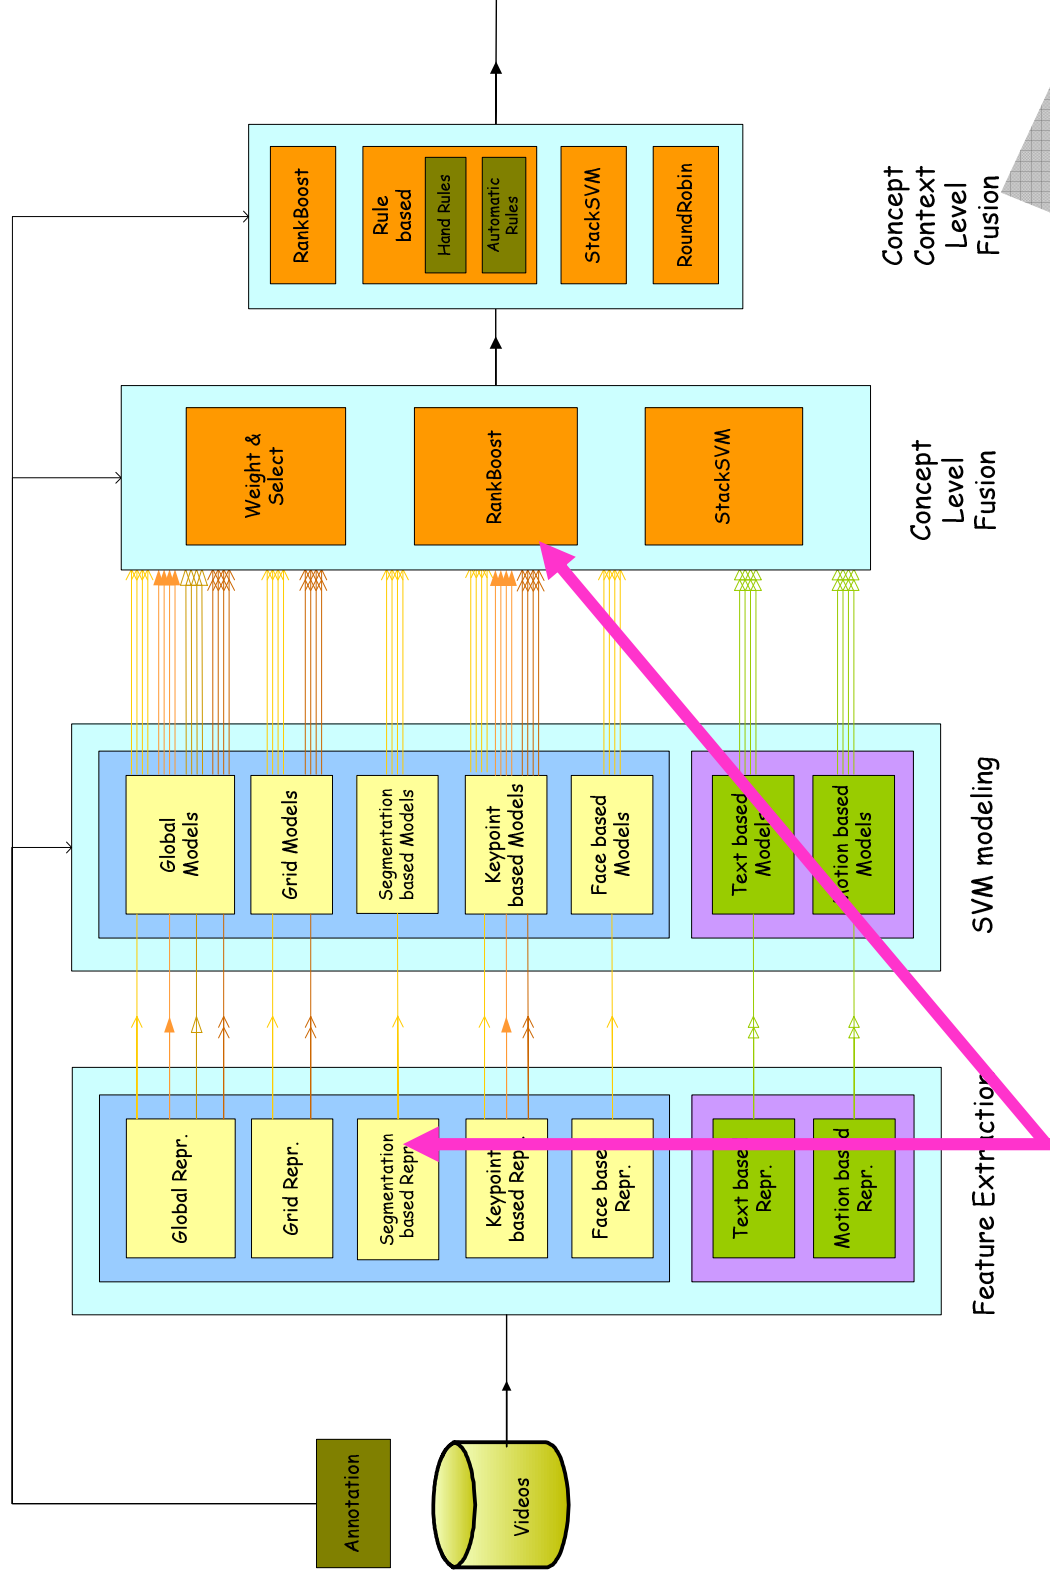 Annotation
Videos
Global Repr.
Grid Repr.
Segmentation
based Repr.
Keypoint
based Repr.
Face based
Repr.
Text based
Repr.
Motion based
Repr.
Feature Extraction
Global
Models
Grid Models
Segmentation
based Models
Keypoint
based Models
Face based
Models
Text based
Models
Motion based
Models
SVM modeling
Weight &
Select
RankBoost
StackSVM
Concept
Level
Fusion
RankBoost
Rule
based
Hand Rules
Automatic
Rules
StackSVM
RoundRobin
Concept
Context
Level
Fusion